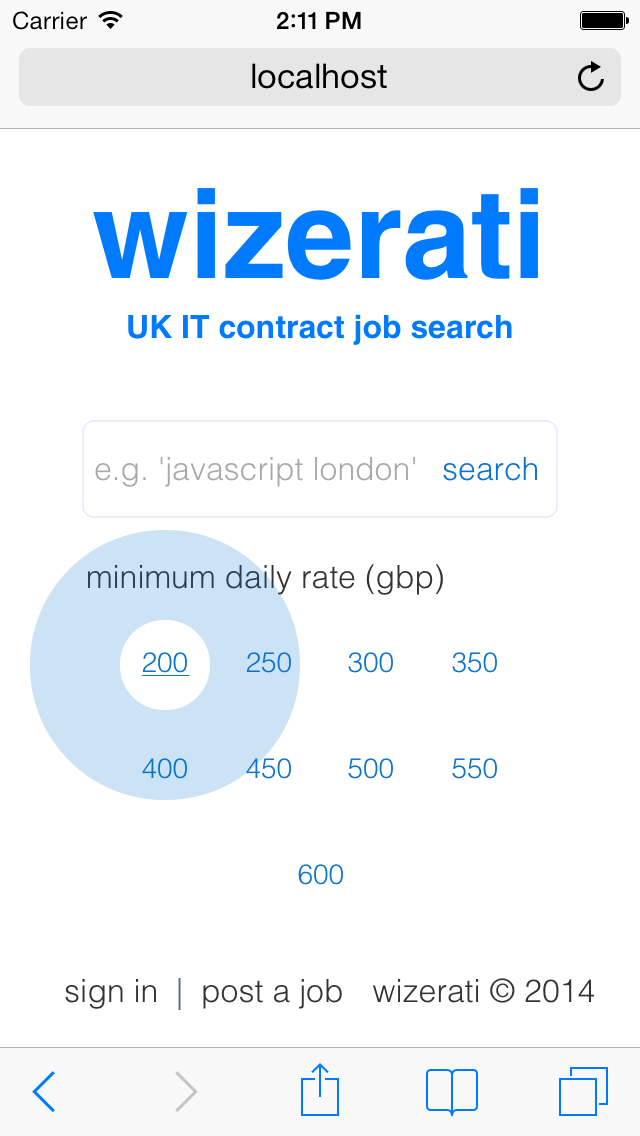 Carrier 2:11 PM
localhost
wizerati
UK IT contract job search
e.g. 'javascript london' search
minimum daily rate (gbp)
200 250 300 350
400 450 500 550
600
sign in | post a job wizerati © 2014